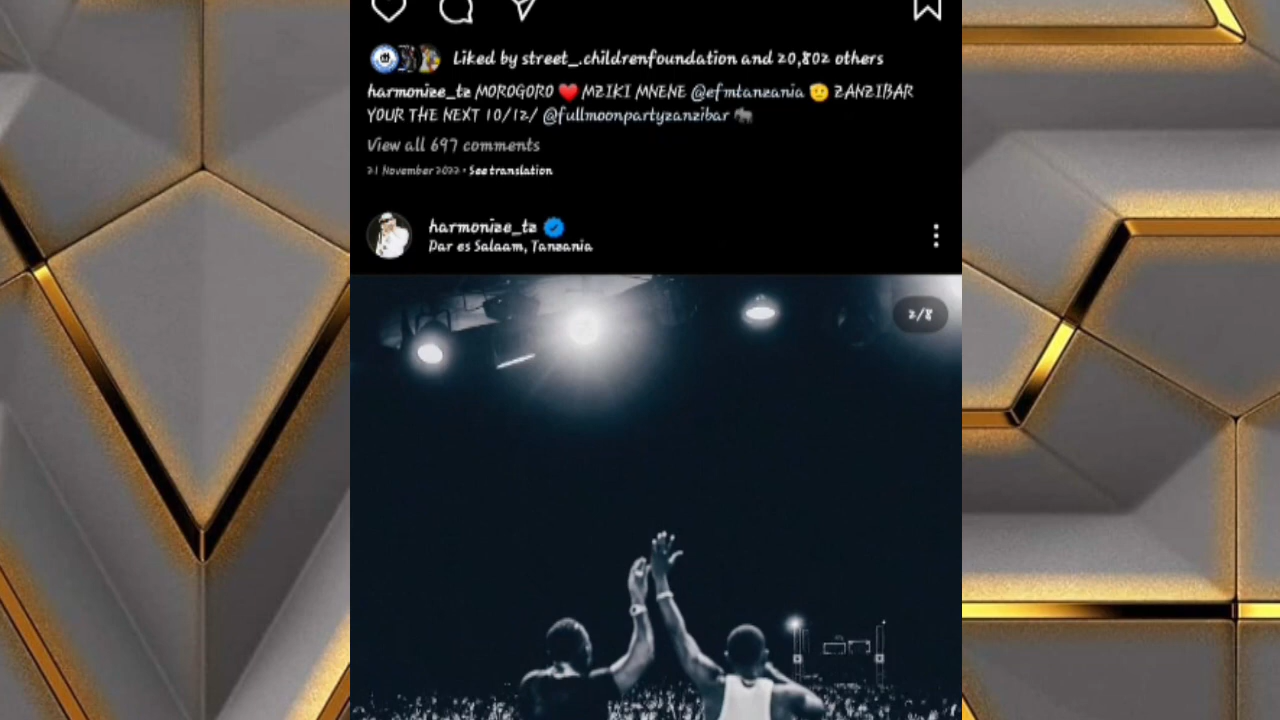 Liked by street_.childrenfoundation and 20,802 others
harmonize_tz MOROGORO ❤️ MZIKI MNENE @efmtanzania 🫡 ZANZIBAR
YOUR THE NEXT 10/12/ @fullmoonpartyzanzibar 🐘
View all 697 comments
21 November 2022 • See translation
harmonize_tz
Dar es Salaam, Tanzania
2/8